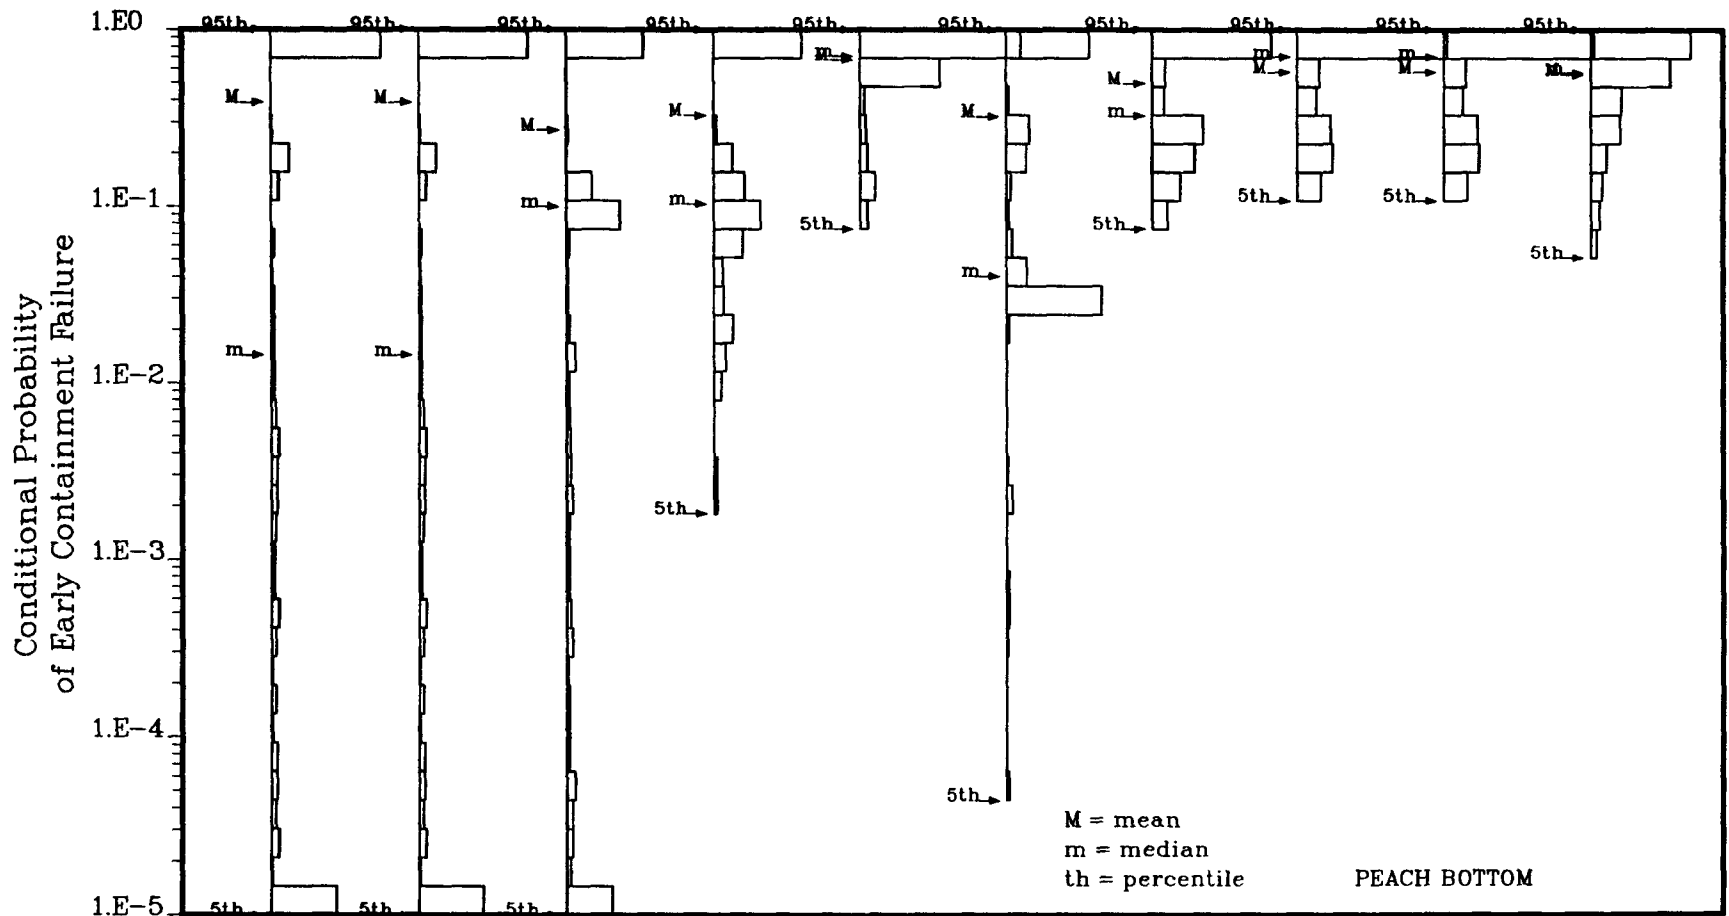 95th 95th 95th 95th 95th 95th 95th 95th 95th 95th
1.E0
m m m
M M M
m
M M M M M
m
M
1.E-1
m m
5th 5th 5th 5th
5th
m
m m
1.E-2
5th
1.E-3
1.E-4
5th
1.E-5
5th 5th 5th
Conditional Probability
of Early Containment Failure
M = mean
m = median
th = percentile
PEACH BOTTOM